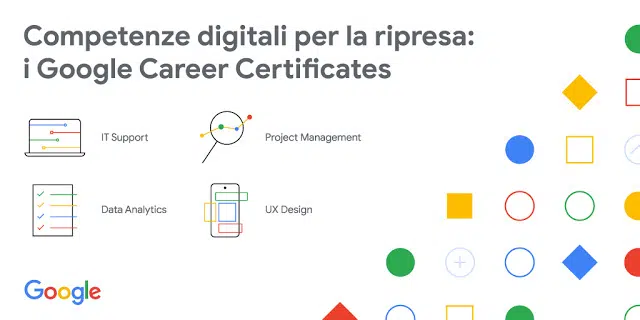 Competenze digitali per la ripresa:
i Google Career Certificates
IT Support
Project Management
Data Analytics
UX Design
Google